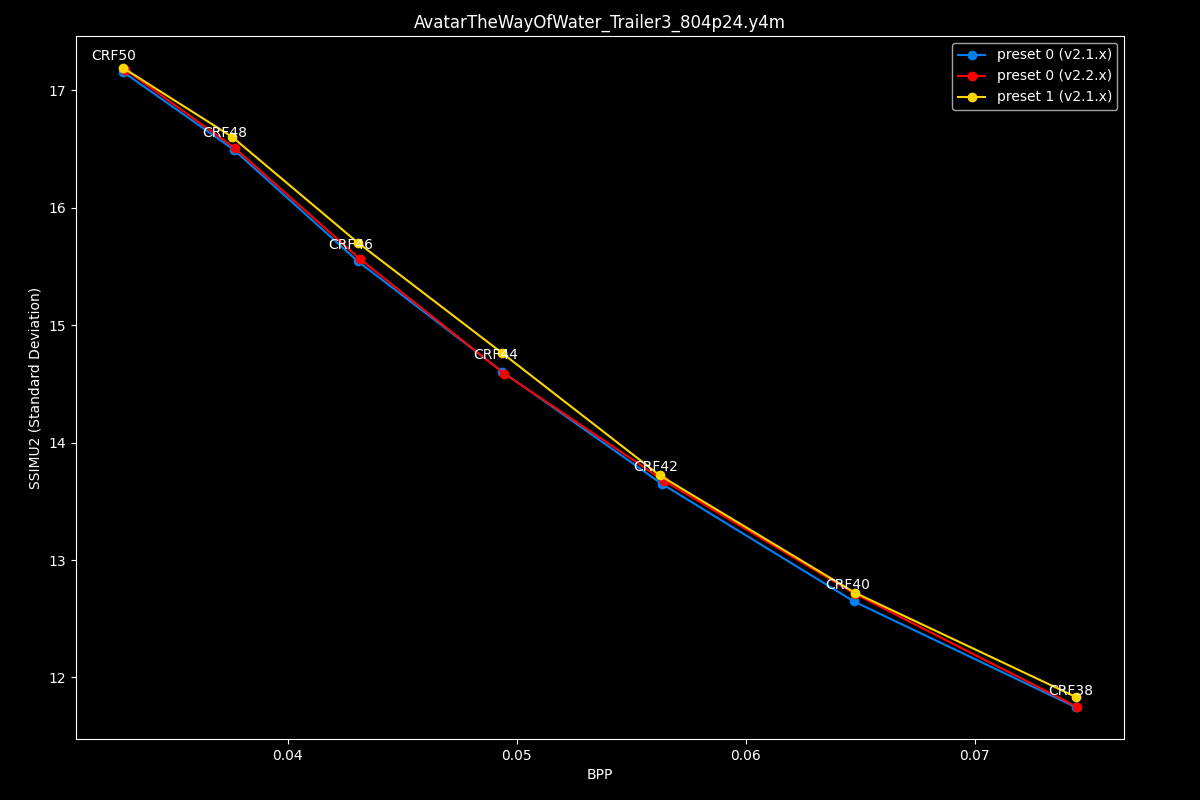 AvatarTheWayOfWater_Trailer3_804p24.y4m
preset 0 (v2.1.x)
preset 0 (v2.2.x)
preset 1 (v2.1.x)
CRF50
CRF48
CRF46
CRF44
CRF42
CRF40
CRF38
17
16
15
14
13
12
SSIMU2 (Standard Deviation)
0.04
0.05
0.06
0.07
BPP